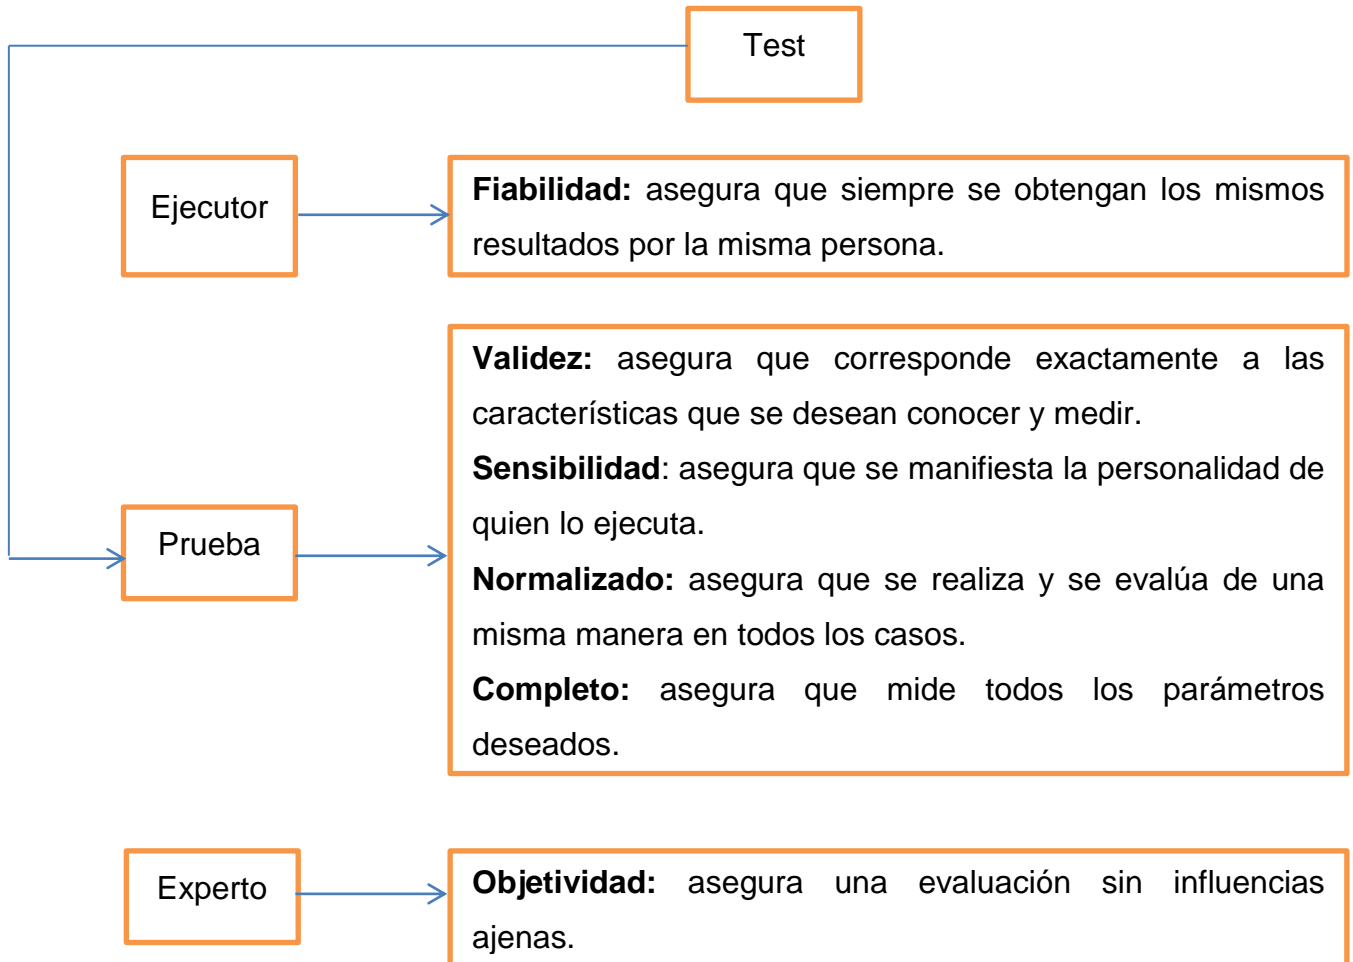 Test
Ejecutor
Fiabilidad: asegura que siempre se obtengan los mismos
resultados por la misma persona.
Prueba
Validez: asegura que corresponde exactamente a las
características que se desean conocer y medir.
Sensibilidad: asegura que se manifiesta la personalidad de
quien lo ejecuta.
Normalizado: asegura que se realiza y se evalúa de una
misma manera en todos los casos.
Completo: asegura que mide todos los parámetros
deseados.
Experto
Objetividad: asegura una evaluación sin influencias
ajenas.